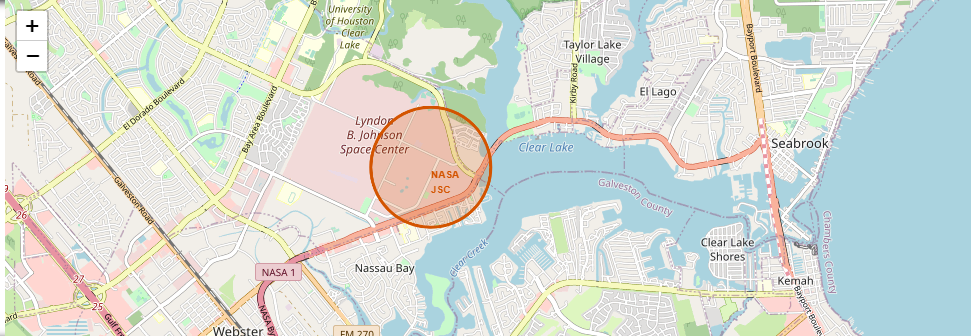 +
−
University
of Houston
Clear
Lake
Taylor Lake
Village
Kirby Road
El Lago
Bayport Boulevard
El Dorado Boulevard
Bay Area Boulevard
Lyndon
B. Johnson
Space Center
NASA
JSC
Clear Lake
Seabrook
Galveston County
Galveston Road
26
27
25
NASA 1
Nassau Bay
Clear Creek
Clear Lake
Shores
Kemah
Chambers County
Webster
FM 270